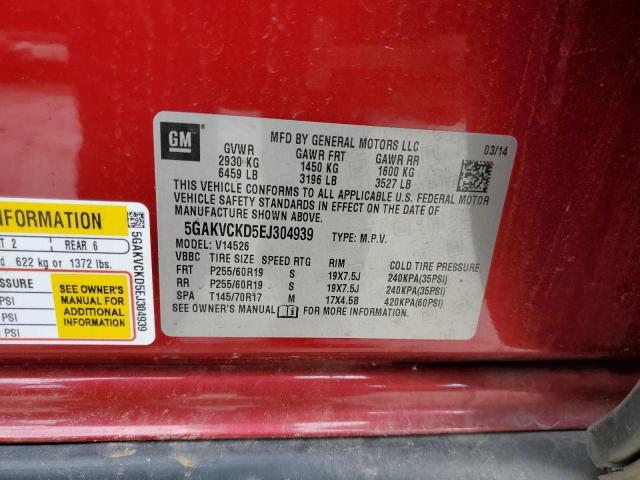 GM
MFD BY GENERAL MOTORS LLC 03/14
GVWR GAWR FRT GAWR RR
2930 KG 1450 KG 1600 KG
6459 LB 3196 LB 3527 LB
THIS VEHICLE CONFORMS TO ALL APPLICABLE U.S. FEDERAL MOTOR
VEHICLE SAFETY STANDARDS IN EFFECT ON THE DATE OF
MANUFACTURE SHOWN ABOVE.
5GAKVCKD5EJ304939 TYPE: M.P.V.
MODEL: V14526
VBBC TIRE SIZE SPEED RTG RIM COLD TIRE PRESSURE
FRT P255/60R19 S 19X7.5J 240KPA(35PSI)
RR P255/60R19 S 19X7.5J 240KPA(35PSI)
SPA T145/70R17 M 17X4.5B 420KPA(60PSI)
SEE OWNER'S MANUAL FOR MORE INFORMATION.
INFORMATION
2 REAR 6
622 kg or 1372 lbs.
SEE OWNER'S
MANUAL FOR
ADDITIONAL
INFORMATION
PSI
PSI
PSI
5GAKVCKD5EJ304939